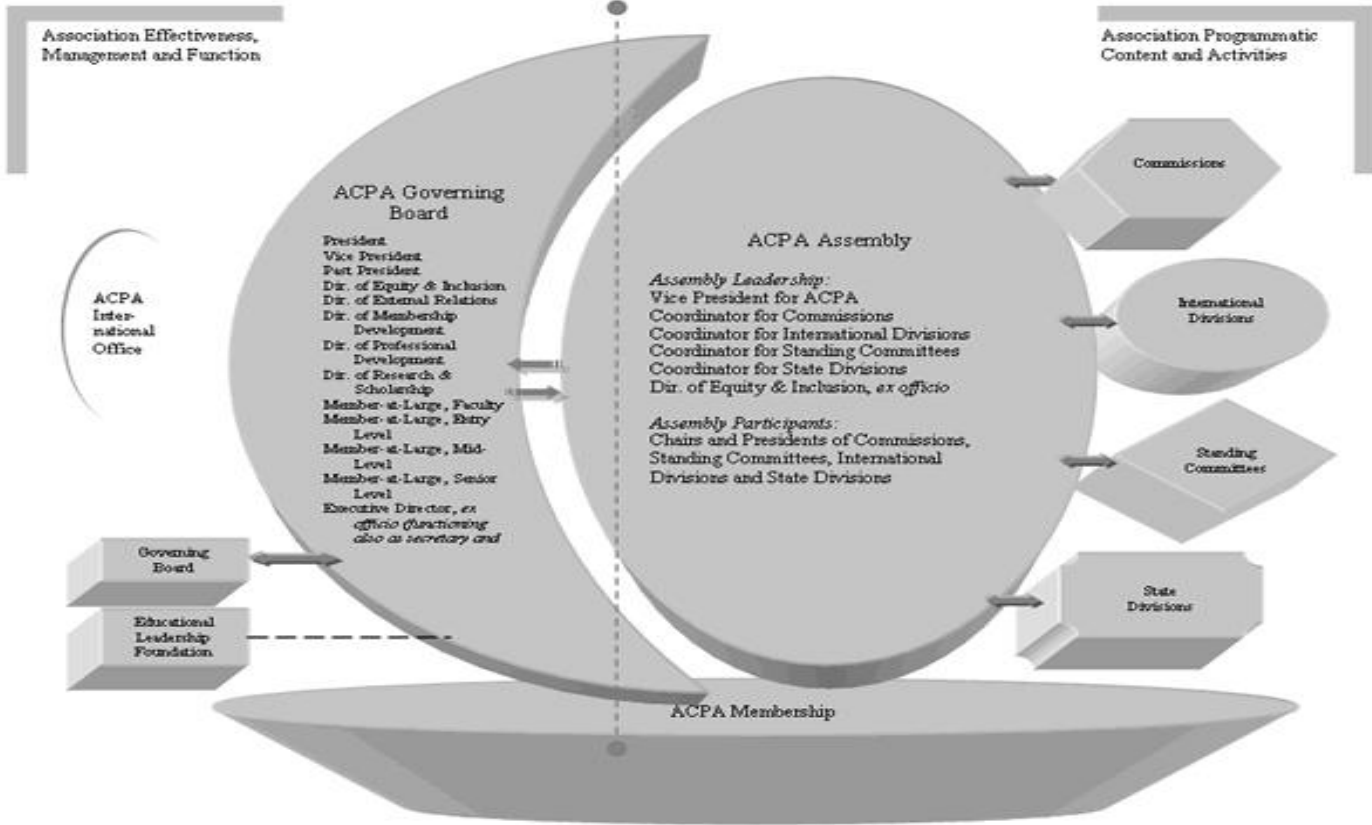 Association Effectiveness,
Management and Function
Association Programmatic
Content and Activities
ACPA
Inter-
national
Office
ACPA Governing
Board
President
Vice President
Past President
Dir. of Equity & Inclusion
Dir. of External Relations
Dir. of Membership
Development
Dir. of Professional
Development
Dir. of Research &
Scholarship
Member-at-Large, Faculty
Member-at-Large, Entry
Level
Member-at-Large, Mid-
Level
Member-at-Large, Senior
Level
Executive Director, ex
officio (functioning
also as secretary and
Governing
Board
Educational
Leadership
Foundation
ACPA Assembly
Assembly Leadership:
Vice President for ACPA
Coordinator for Commissions
Coordinator for International Divisions
Coordinator for Standing Committees
Coordinator for State Divisions
Dir. of Equity & Inclusion, ex officio
Assembly Participants:
Chairs and Presidents of Commissions,
Standing Committees, International
Divisions and State Divisions
Commissions
International
Divisions
Standing
Committees
State
Divisions
ACPA Membership